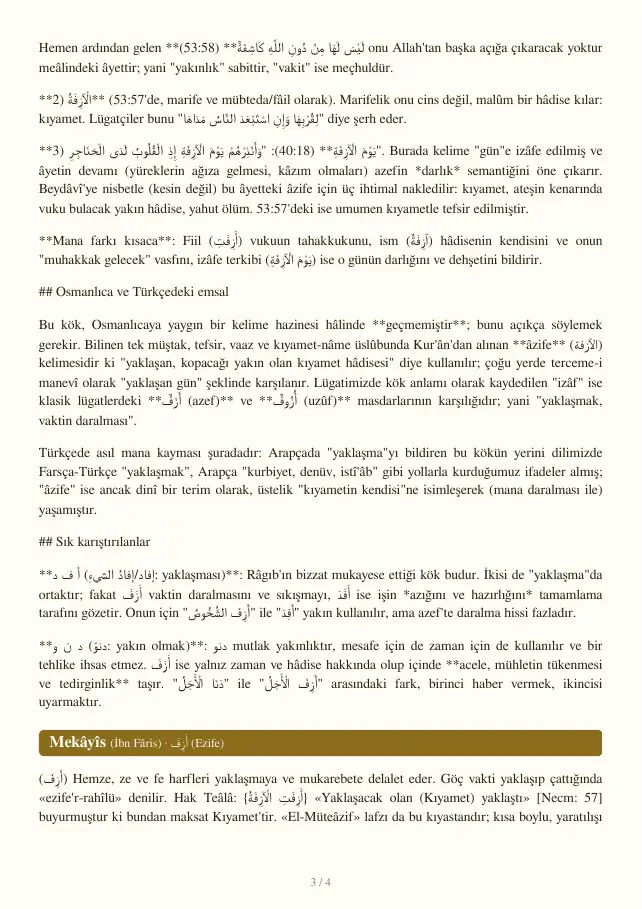 Hemen ardından gelen **(53:58) **لَيْسَ لَهَا مِنْ دُونِ اللَّهِ كَاشِفَةٌ onu Allah'tan başka açığa çıkaracak yoktur
meâlindeki âyettir; yani "yakınlık" sabittir, "vakit" ise meçhuldür.
**2) الْآزِفَةُ** (53:57'de, marife ve mübteda/fâil olarak). Marifelik onu cins değil, malûm bir hâdise kılar:
kıyamet. Lügatçiler bunu "لِقُرْبِهَا وَإِنِ اسْتَبْعَدَ النَّاسُ مَدَاهَا" diye şerh eder.
**3) يَوْمَ الْآزِفَةِ** (40:18): "وَأَنْذِرْهُمْ يَوْمَ الْآزِفَةِ إِذِ الْقُلُوبُ لَدَى الْحَنَاجِرِ". Burada kelime "gün"e izâfe edilmiş ve
âyetin devamı (yüreklerin ağıza gelmesi, kâzım olmaları) azefin *darlık* semantiğini öne çıkarır.
Beydâvî'ye nisbetle (kesin değil) bu âyetteki âzife için üç ihtimal nakledilir: kıyamet, ateşin kenarında
vuku bulacak yakın hâdise, yahut ölüm. 53:57'deki ise umumen kıyametle tefsir edilmiştir.
**Mana farkı kısaca**: Fiil (أَزِفَتِ) vukuun tahakkukunu, ism (آزِفَةٌ) hâdisenin kendisini ve onun
"muhakkak gelecek" vasfını, izâfe terkibi (يَوْمَ الْآزِفَةِ) ise o günün darlığını ve dehşetini bildirir.
## Osmanlıca ve Türkçedeki emsal
Bu kök, Osmanlıcaya yaygın bir kelime hazinesi hâlinde **geçmemiştir**; bunu açıkça söylemek
gerekir. Bilinen tek müştak, tefsir, vaaz ve kıyamet-nâme üslûbunda Kur'ân'dan alınan **âzife** (الآزفة)
kelimesidir ki "yaklaşan, kopacağı yakın olan kıyamet hâdisesi" diye kullanılır; çoğu yerde terceme-i
manevî olarak "yaklaşan gün" şeklinde karşılanır. Lügatimizde kök anlamı olarak kaydedilen "izâf" ise
klasik lügatlerdeki **أَزَفٌ (azef)** ve **أُزُوفٌ (uzûf)** masdarlarının karşılığıdır; yani "yaklaşmak,
vaktin daralması".
Türkçede asıl mana kayması şuradadır: Arapçada "yaklaşma"yı bildiren bu kökün yerini dilimizde
Farsça-Türkçe "yaklaşmak", Arapça "kurbiyet, denüv, istî'âb" gibi yollarla kurduğumuz ifadeler almış;
"âzife" ise ancak dinî bir terim olarak, üstelik "kıyametin kendisi"ne isimleşerek (mana daralması ile)
yaşamıştır.
## Sık karıştırılanlar
**أ ف د (إفاد/إفادُ الشيءِ: yaklaşması)**: Râgıb'ın bizzat mukayese ettiği kök budur. İkisi de "yaklaşma"da
ortaktır; fakat أَزَفَ vaktin daralmasını ve sıkışmayı, أَفَدَ ise işin *azığını ve hazırlığını* tamamlama
tarafını gözetir. Onun için "أَزِفَ الشُّخُوصُ" ile "أَفِدَ" yakın kullanılır, ama azef'te daralma hissi fazladır.
**د ن و (دنوّ: yakın olmak)**: دنو mutlak yakınlıktır, mesafe için de zaman için de kullanılır ve bir
tehlike ihsas etmez. أَزَفَ ise yalnız zaman ve hâdise hakkında olup içinde **acele, mühletin tükenmesi
ve tedirginlik** taşır. "دَنَا الْأَجَلُ" ile "أَزِفَ الْأَجَلُ" arasındaki fark, birinci haber vermek, ikincisi
uyarmaktır.
Mekâyîs (İbn Fâris) · أَزِفَ (Ezife)
(أَزِفَ) Hemze, ze ve fe harfleri yaklaşmaya ve mukarebete delalet eder. Göç vakti yaklaşıp çattığında
«ezife'r-rahîlü» denilir. Hak Teâlâ: {أَزِفَتِ الْآزِفَةُ} «Yaklaşacak olan (Kıyamet) yaklaştı» [Necm: 57]
buyurmuştur ki bundan maksat Kıyamet'tir. «El-Müteâzif» lafzı da bu kıyastandır; kısa boylu, yaratılışı
3 / 4